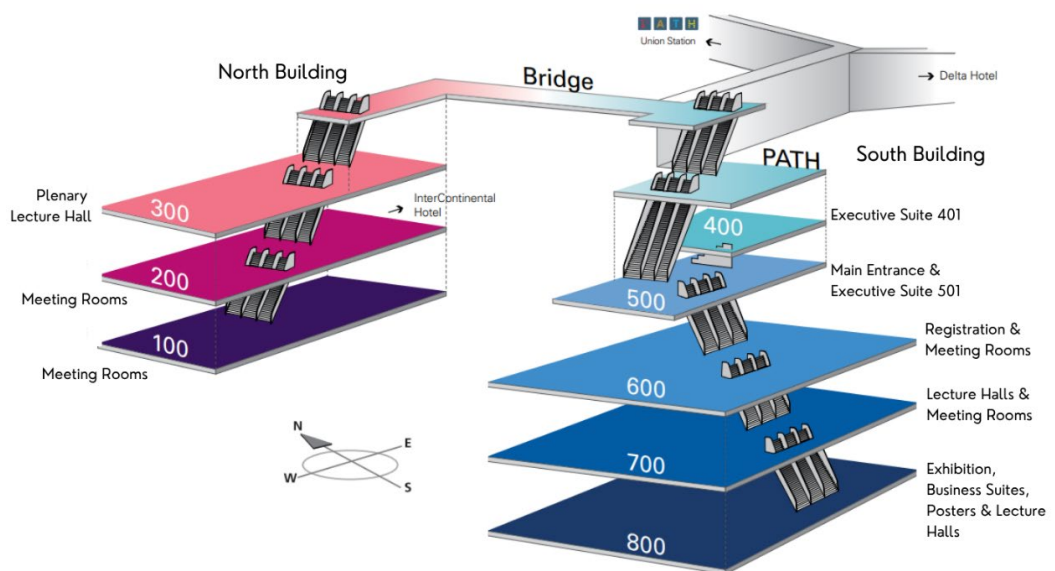 PATH
Union Station
Delta Hotel
North Building
Bridge
PATH
South Building
Plenary
Lecture Hall
300
InterContinental
Hotel
400
Executive Suite 401
200
Meeting Rooms
500
Main Entrance &
Executive Suite 501
100
Meeting Rooms
600
Registration &
Meeting Rooms
700
Lecture Halls
& Meeting Rooms
800
Exhibition,
Business Suites,
Posters & Lecture
Halls
N
E
W
S